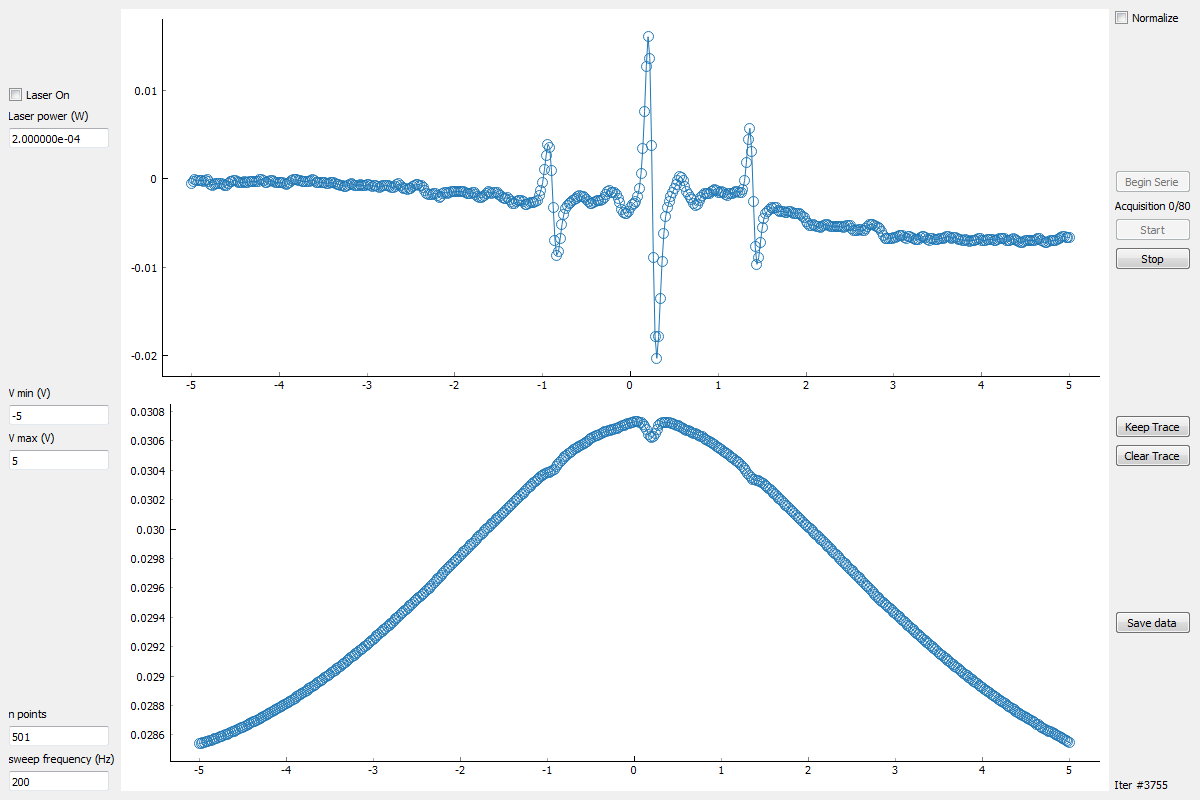 Normalize
Laser On
Laser power (W)
2.000000e-04
0.01
0
-0.01
-0.02
-5 -4 -3 -2 -1 0 1 2 3 4 5
Begin Serie
Acquisition 0/80
Start
Stop
V min (V)
-5
V max (V)
5
0.0308
0.0306
0.0304
0.0302
0.030
0.0298
0.0296
0.0294
0.0292
0.029
0.0288
0.0286
-5 -4 -3 -2 -1 0 1 2 3 4 5
Keep Trace
Clear Trace
Save data
n points
501
sweep frequency (Hz)
200
Iter #3755